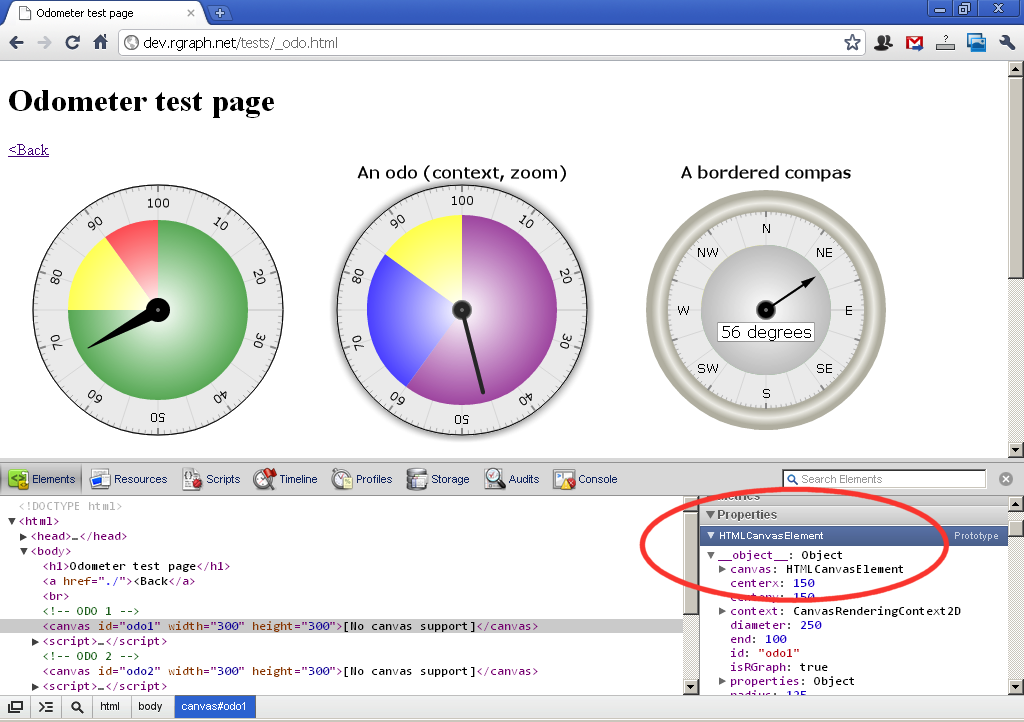 Odometer test page
dev.rgraph.net/tests/_odo.html
Odometer test page
<Back
100
10
20
30
40
50
60
70
80
90
An odo (context, zoom)
100
10
20
30
40
50
60
70
80
90
A bordered compas
N
NE
E
SE
S
SW
W
NW
56 degrees
Elements Resources Scripts Timeline Profiles Storage Audits Console Search Elements
<!DOCTYPE html>
<html>
<head>…</head>
<body>
<h1>Odometer test page</h1>
<a href="./"><Back</a>
<br>
<!-- ODO 1 -->
<canvas id="odo1" width="300" height="300">[No canvas support]</canvas>
<script>…</script>
<!-- ODO 2 -->
<canvas id="odo2" width="300" height="300">[No canvas support]</canvas>
<script>…</script>
Metrics
Properties
HTMLCanvasElement Prototype
__object__: Object
canvas: HTMLCanvasElement
centerx: 150
centery: 150
context: CanvasRenderingContext2D
diameter: 250
end: 100
id: "odo1"
isRGraph: true
properties: Object
radius: 125
html body canvas#odo1